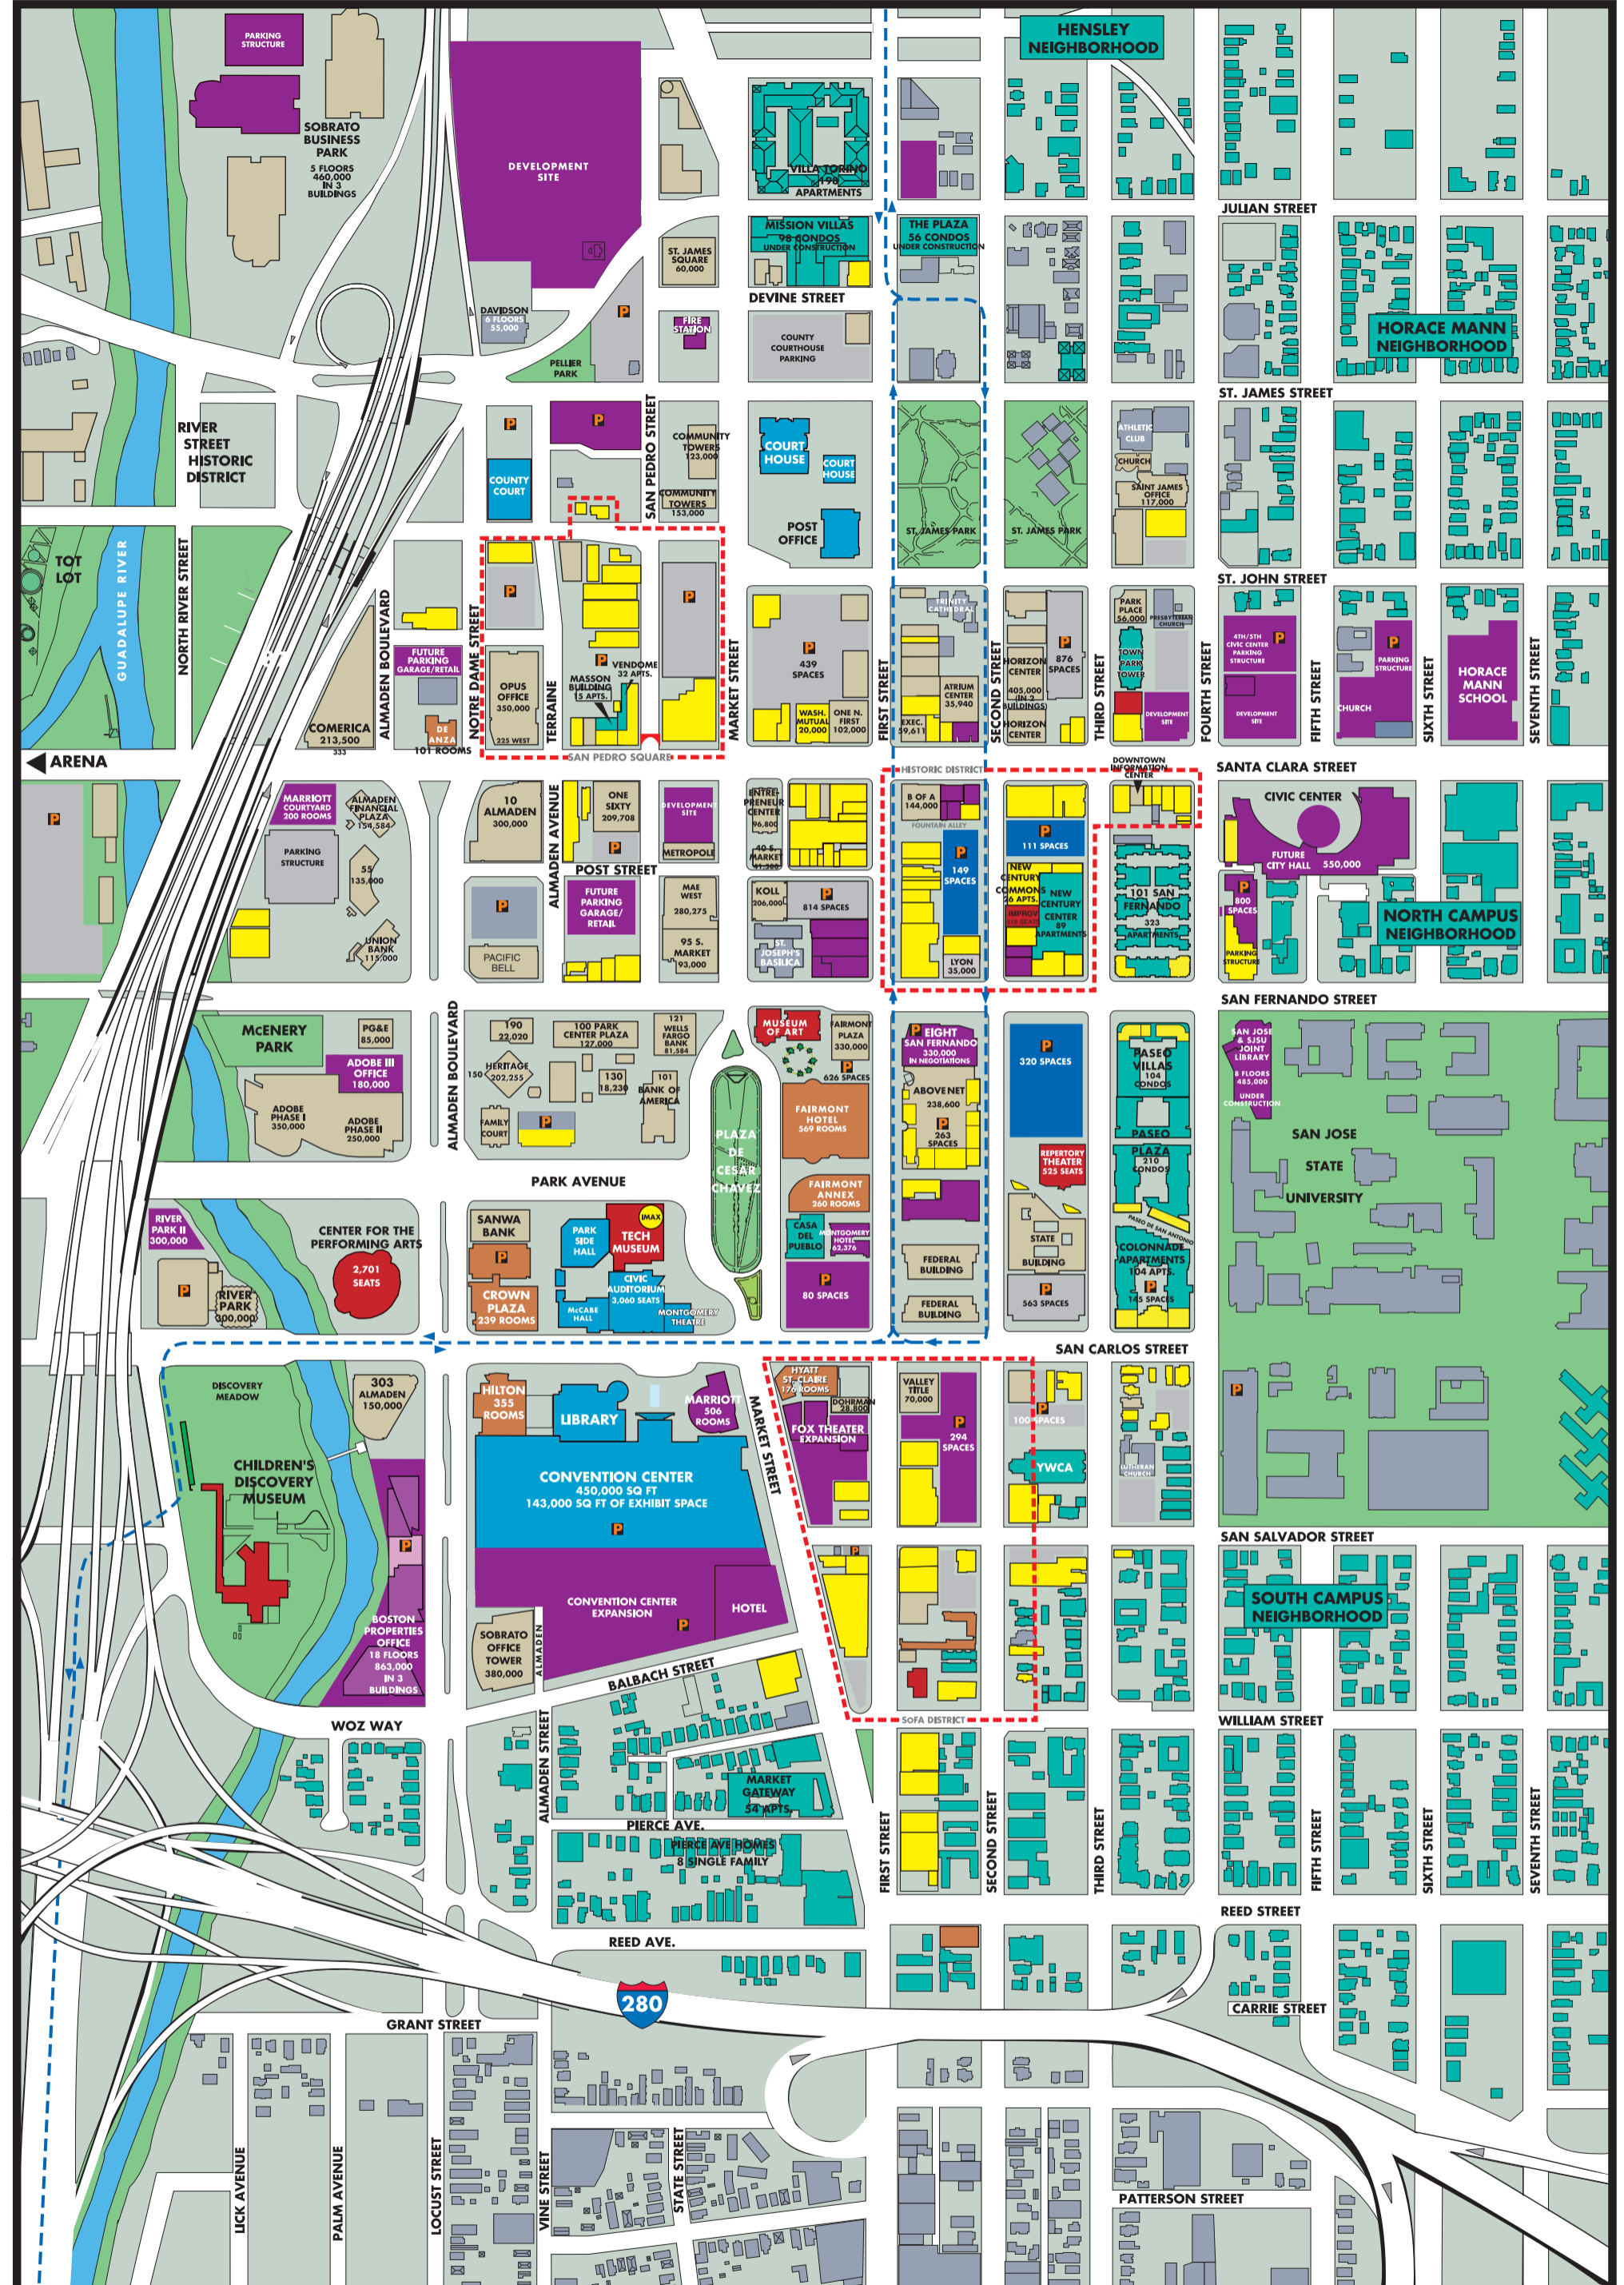 PARKING
STRUCTURE
SOBRATO
BUSINESS
PARK
5 FLOORS
460,000
IN 3
BUILDINGS
DEVELOPMENT
SITE
VILLA TORINO
198
APARTMENTS
HENSLEY
NEIGHBORHOOD
JULIAN STREET
MISSION VILLAS
98 CONDOS
UNDER CONSTRUCTION
THE PLAZA
56 CONDOS
UNDER CONSTRUCTION
ST. JAMES
SQUARE
60,000
DEVINE STREET
DAVIDSON
6 FLOORS
55,000
P
FIRE
STATION
PELLIER
PARK
COUNTY
COURTHOUSE
PARKING
HORACE MANN
NEIGHBORHOOD
ST. JAMES STREET
RIVER
STREET
HISTORIC
DISTRICT
P
P
COUNTY
COURT
SAN PEDRO STREET
COMMUNITY
TOWERS
123,000
COMMUNITY
TOWERS
153,000
COURT
HOUSE
COURT
HOUSE
POST
OFFICE
ST. JAMES PARK
ST. JAMES PARK
ATHLETIC
CLUB
CHURCH
SAINT JAMES
OFFICE
117,000
ST. JOHN STREET
TOT
LOT
GUADALUPE RIVER
NORTH RIVER STREET
COMERICA
213,500
333
ALMADEN BOULEVARD
FUTURE
PARKING
GARAGE/RETAIL
DE
ANZA
101 ROOMS
NOTRE DAME STREET
P
OPUS
OFFICE
350,000
225 WEST
TERRAINE
P
MASSON
BUILDING
15 APTS.
VENDOME
32 APTS.
P
SAN PEDRO SQUARE
MARKET STREET
P
439
SPACES
WASH.
MUTUAL
20,000
ONE N.
FIRST
102,000
FIRST STREET
TRINITY
CATHEDRAL
ATRIUM
CENTER
35,940
EXEC.
59,611
SECOND STREET
HORIZON
CENTER
405,000
(IN 2
BUILDINGS)
HORIZON
CENTER
P
876
SPACES
THIRD STREET
PARK
PLACE
56,000
PRESBYTERIAN
CHURCH
TOWN
PARK
TOWER
DEVELOPMENT
SITE
FOURTH STREET
4TH/5TH
CIVIC CENTER
PARKING
STRUCTURE
P
DEVELOPMENT
SITE
FIFTH STREET
P
PARKING
STRUCTURE
CHURCH
SIXTH STREET
HORACE
MANN
SCHOOL
SEVENTH STREET
ARENA
HISTORIC DISTRICT
DOWNTOWN
INFORMATION
CENTER
SANTA CLARA STREET
P
MARRIOTT
COURTYARD
200 ROOMS
ALMADEN
FINANCIAL
PLAZA
154,584
PARKING
STRUCTURE
55
135,000
UNION
BANK
115,000
10
ALMADEN
300,000
ALMADEN AVENUE
ONE
SIXTY
209,708
P
DEVELOPMENT
SITE
METROPOLE
POST STREET
P
PACIFIC
BELL
FUTURE
PARKING
GARAGE/
RETAIL
MAE
WEST
280,275
95 S.
MARKET
93,000
ENTRE-
PRENEUR
CENTER
96,800
40 S.
MARKET
41,580
KOLL
206,000
P
814 SPACES
ST.
JOSEPH'S
BASILICA
B OF A
144,000
FOUNTAIN ALLEY
P
149
SPACES
LYON
35,000
P
111 SPACES
NEW
CENTURY
COMMONS
26 APTS.
IMPROV
NEW
CENTURY
CENTER
89
APARTMENTS
101 SAN
FERNANDO
323
APARTMENTS
CIVIC CENTER
FUTURE
CITY HALL
550,000
P
800
SPACES
PARKING
STRUCTURE
NORTH CAMPUS
NEIGHBORHOOD
SAN FERNANDO STREET
McENERY
PARK
PG&E
85,000
ADOBE III
OFFICE
180,000
ADOBE
PHASE I
350,000
ADOBE
PHASE II
250,000
ALMADEN BOULEVARD
190
22,020
100 PARK
CENTER PLAZA
127,000
121
WELLS
FARGO
BANK
81,584
150
HERITAGE
202,255
130
18,230
101
BANK OF
AMERICA
FAMILY
COURT
P
PARK AVENUE
PLAZA
DE
CESAR
CHAVEZ
MUSEUM
OF ART
FAIRMONT
PLAZA
330,000
P
626 SPACES
FAIRMONT
HOTEL
569 ROOMS
FAIRMONT
ANNEX
260 ROOMS
CASA
DEL
PUEBLO
MONTGOMERY
HOTEL
62,376
P
80 SPACES
P
EIGHT
SAN FERNANDO
330,000
IN NEGOTIATIONS
ABOVENET
238,600
P
263
SPACES
FEDERAL
BUILDING
FEDERAL
BUILDING
P
320 SPACES
REPERTORY
THEATER
525 SEATS
STATE
BUILDING
P
563 SPACES
PASEO
VILLAS
104
CONDOS
PASEO
PLAZA
210
CONDOS
PASEO DE SAN ANTONIO
COLONNADE
APARTMENTS
104 APTS.
P
145 SPACES
SAN JOSE
& SJSU
JOINT
LIBRARY
8 FLOORS
485,000
UNDER
CONSTRUCTION
SAN JOSE
STATE
UNIVERSITY
RIVER
PARK II
300,000
P
RIVER
PARK
300,000
CENTER FOR THE
PERFORMING ARTS
2,701
SEATS
SANWA
BANK
P
CROWN
PLAZA
239 ROOMS
PARK
SIDE
HALL
IMAX
TECH
MUSEUM
CIVIC
AUDITORIUM
3,060 SEATS
McCABE
HALL
MONTGOMERY
THEATRE
SAN CARLOS STREET
DISCOVERY
MEADOW
303
ALMADEN
150,000
CHILDREN'S
DISCOVERY
MUSEUM
P
BOSTON
PROPERTIES
OFFICE
18 FLOORS
863,000
IN 3
BUILDINGS
HILTON
355
ROOMS
LIBRARY
MARRIOTT
506
ROOMS
CONVENTION CENTER
450,000 SQ FT
143,000 SQ FT OF EXHIBIT SPACE
P
CONVENTION CENTER
EXPANSION
P
HOTEL
SOBRATO
OFFICE
TOWER
380,000
ALMADEN
MARKET STREET
HYATT
ST. CLAIRE
176 ROOMS
DOHRMAN
28,800
FOX THEATER
EXPANSION
P
VALLEY
TITLE
70,000
P
294
SPACES
P
100 SPACES
YWCA
LUTHERAN
CHURCH
P
SAN SALVADOR STREET
SOUTH CAMPUS
NEIGHBORHOOD
BALBACH STREET
SOFA DISTRICT
WILLIAM STREET
WOZ WAY
ALMADEN STREET
MARKET
GATEWAY
54 APTS.
PIERCE AVE.
PIERCE AVE HOMES
8 SINGLE FAMILY
FIRST STREET
SECOND STREET
THIRD STREET
FIFTH STREET
SIXTH STREET
SEVENTH STREET
REED STREET
REED AVE.
280
CARRIE STREET
GRANT STREET
LICK AVENUE
PALM AVENUE
LOCUST STREET
VINE STREET
STATE STREET
PATTERSON STREET